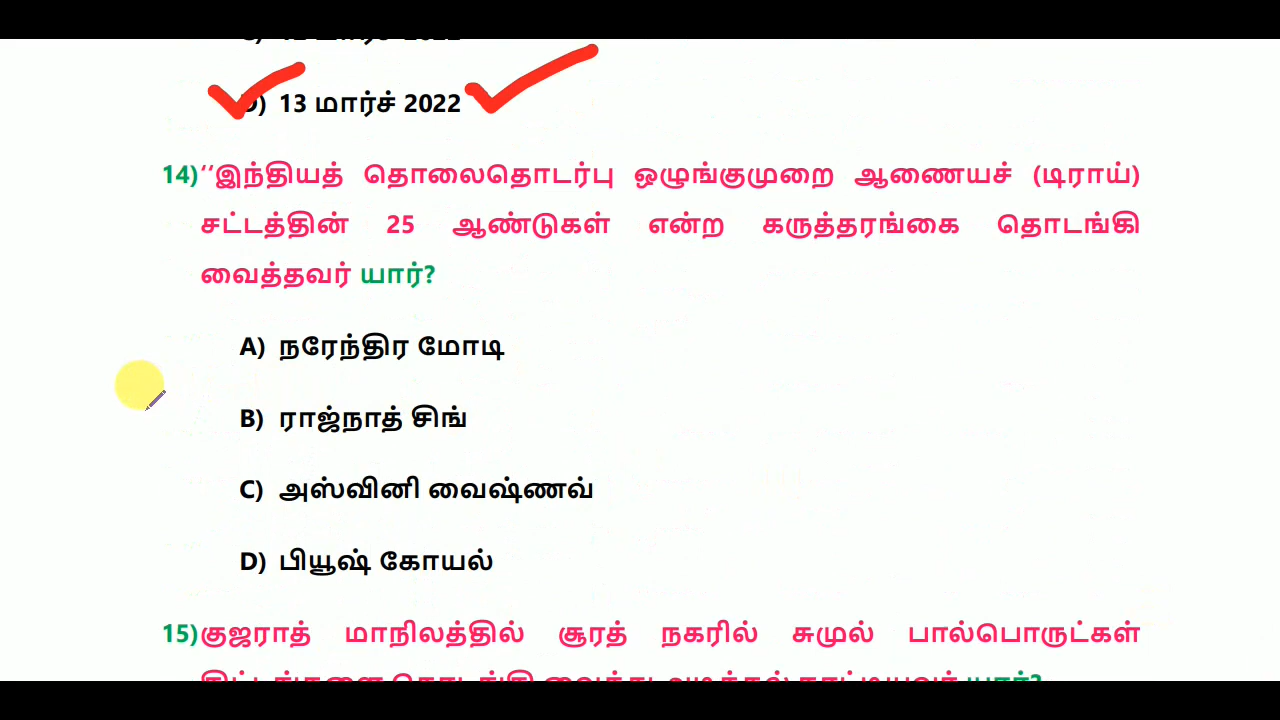 D) 13 மார்ச் 2022
14) ‘’இந்தியத் தொலைதொடர்பு ஒழுங்குமுறை ஆணையச் (டிராய்)
சட்டத்தின் 25 ஆண்டுகள் என்ற கருத்தரங்கை தொடங்கி
வைத்தவர் யார்?
A) நரேந்திர மோடி
B) ராஜ்நாத் சிங்
C) அஸ்வினி வைஷ்ணவ்
D) பியூஷ் கோயல்
15) குஜராத் மாநிலத்தில் சூரத் நகரில் சுமுல் பால்பொருட்கள்
யார்?